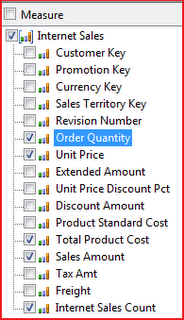 Measure
Internet Sales
Customer Key
Promotion Key
Currency Key
Sales Territory Key
Revision Number
Order Quantity
Unit Price
Extended Amount
Unit Price Discount Pct
Discount Amount
Product Standard Cost
Total Product Cost
Sales Amount
Tax Amt
Freight
Internet Sales Count